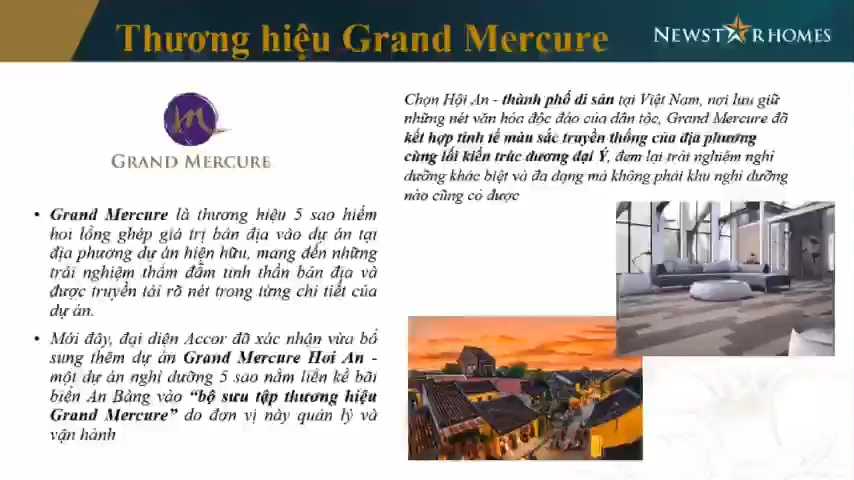 Thương hiệu Grand Mercure
NEWSTAR HOMES
GRAND MERCURE
• Grand Mercure là thương hiệu 5 sao hiếm
hoi lồng ghép giá trị bản địa vào dự án tại
địa phương dự án hiện hữu, mang đến những
trải nghiệm thấm đẫm tinh thần bản địa và
được truyền tải rõ nét trong từng chi tiết của
dự án.
• Mới đây, đại diện Accor đã xác nhận vừa bổ
sung thêm dự án Grand Mercure Hoi An -
một dự án nghỉ dưỡng 5 sao nằm liền kề bãi
biển An Bàng vào “bộ sưu tập thương hiệu
Grand Mercure” do đơn vị này quản lý và
vận hành
Chọn Hội An - thành phố di sản tại Việt Nam, nơi lưu giữ
những nét văn hóa độc đáo của dân tộc, Grand Mercure đã
kết hợp tinh tế màu sắc truyền thống của địa phương
cùng lối kiến trúc đương đại Ý, đem lại trải nghiệm nghỉ
dưỡng khác biệt và đa dạng mà không phải khu nghỉ dưỡng
nào cũng có được